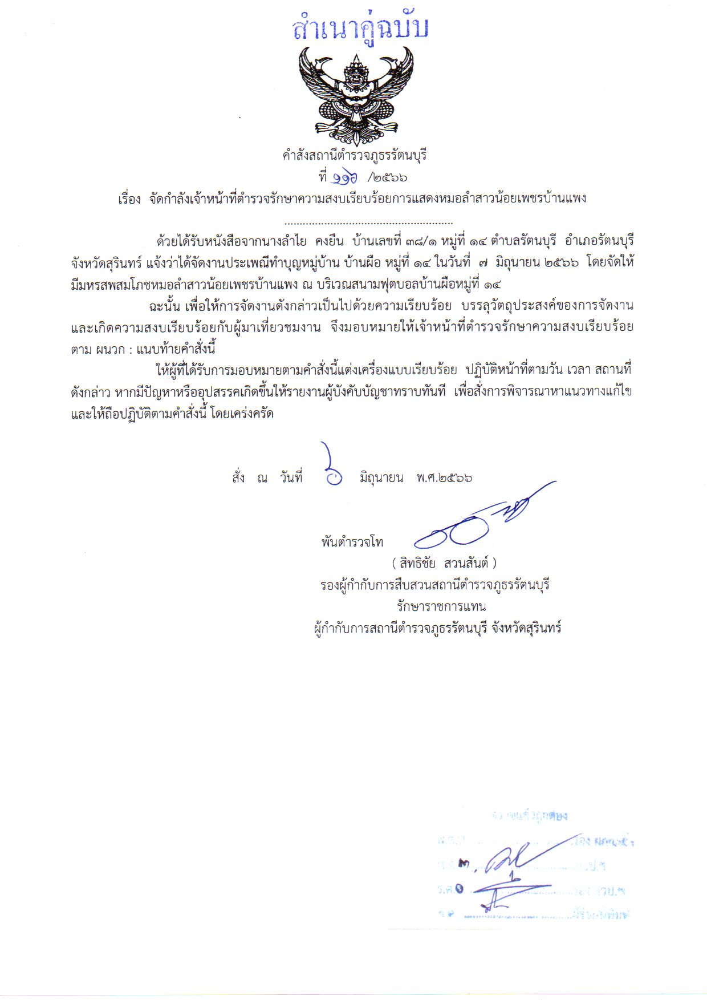 สำเนาคู่ฉบับ
คำสั่งสถานีตำรวจภูธรรัตนบุรี
ที่ ๑๑๖ /๒๕๖๖
เรื่อง จัดกำลังเจ้าหน้าที่ตำรวจรักษาความสงบเรียบร้อยการแสดงหมอลำสาวน้อยเพชรบ้านแพง
........................................................
ด้วยได้รับหนังสือจากนางลำไย คงยืน บ้านเลขที่ ๓๘/๑ หมู่ที่ ๑๔ ตำบลรัตนบุรี อำเภอรัตนบุรี
จังหวัดสุรินทร์ แจ้งว่าได้จัดงานประเพณีทำบุญหมู่บ้าน บ้านผือ หมู่ที่ ๑๔ ในวันที่ ๗ มิถุนายน ๒๕๖๖ โดยจัดให้
มีมหรสพสมโภชหมอลำสาวน้อยเพชรบ้านแพง ณ บริเวณสนามฟุตบอลบ้านผือหมู่ที่ ๑๔
ฉะนั้น เพื่อให้การจัดงานดังกล่าวเป็นไปด้วยความเรียบร้อย บรรลุวัตถุประสงค์ของการจัดงาน
และเกิดความสงบเรียบร้อยกับผู้มาเที่ยวชมงาน จึงมอบหมายให้เจ้าหน้าที่ตำรวจรักษาความสงบเรียบร้อย
ตาม ผนวก : แนบท้ายคำสั่งนี้
ให้ผู้ที่ได้รับการมอบหมายตามคำสั่งนี้แต่งเครื่องแบบเรียบร้อย ปฏิบัติหน้าที่ตามวัน เวลา สถานที่
ดังกล่าว หากมีปัญหาหรืออุปสรรคเกิดขึ้นให้รายงานผู้บังคับบัญชาทราบทันที เพื่อสั่งการพิจารณาหาแนวทางแก้ไข
และให้ถือปฏิบัติตามคำสั่งนี้ โดยเคร่งครัด
สั่ง ณ วันที่ ๖ มิถุนายน พ.ศ.๒๕๖๖
พันตำรวจโท
( สิทธิชัย สวนสันต์ )
รองผู้กำกับการสืบสวนสถานีตำรวจภูธรรัตนบุรี
รักษาราชการแทน
ผู้กำกับการสถานีตำรวจภูธรรัตนบุรี จังหวัดสุรินทร์